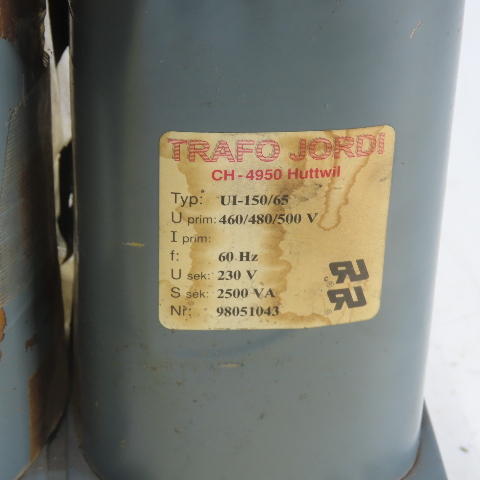 TRAFO JORDI
CH-4950 Huttwil
Typ: UI-150/65
U prim: 460/480/500 V
I prim:
f: 60 Hz
U sek: 230 V
S sek: 2500 VA
Nr: 98051043